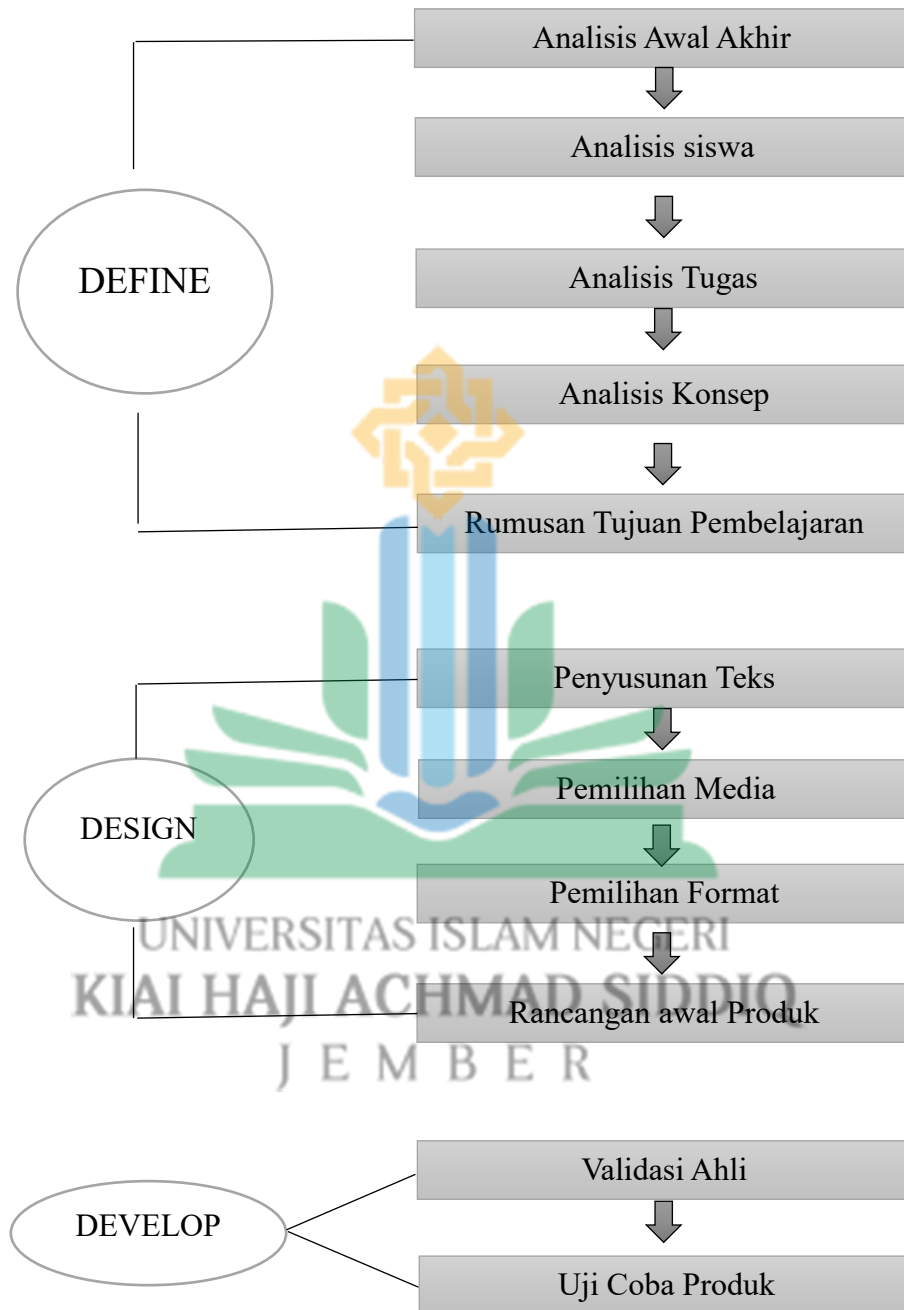 Analisis Awal Akhir
Analisis siswa
DEFINE
Analisis Tugas
Analisis Konsep
Rumusan Tujuan Pembelajaran
Penyusunan Teks
Pemilihan Media
DESIGN
Pemilihan Format
UNIVERSITAS ISLAM NEGERI
KIAI HAJI ACHMAD SIDDIQ
Rancangan awal Produk
JEMBER
Validasi Ahli
DEVELOP
Uji Coba Produk